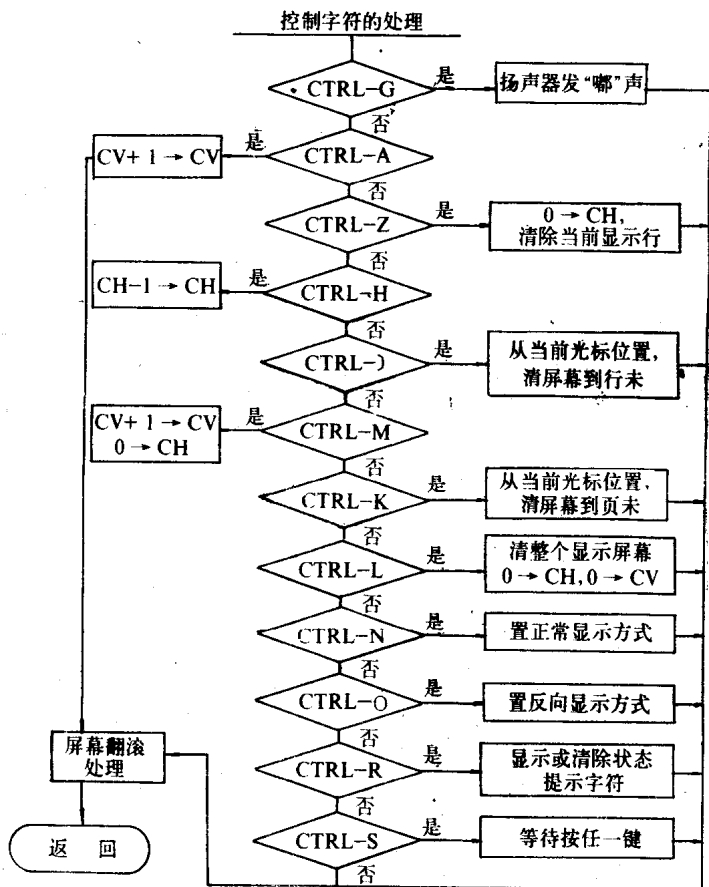 控制字符的处理
CTRL-G
是
扬声器发“嘟”声
否
CV+ 1 → CV
是
CTRL-A
否
CTRL-Z
是
0 → CH,
清除当前显示行
否
CH-1 → CH
是
CTRL-H
否
CTRL-)
是
从当前光标位置,
清屏幕到行未
否
CV+ 1 → CV
0 → CH
是
CTRL-M
否
CTRL-K
是
从当前光标位置,
清屏幕到页未
否
CTRL-L
是
清整个显示屏幕
0 → CH, 0 → CV
否
CTRL-N
是
置正常显示方式
否
CTRL-O
是
置反向显示方式
否
屏幕翻滚
处理
CTRL-R
是
显示或清除状态
提示字符
否
CTRL-S
是
等待按任一键
否
返 回